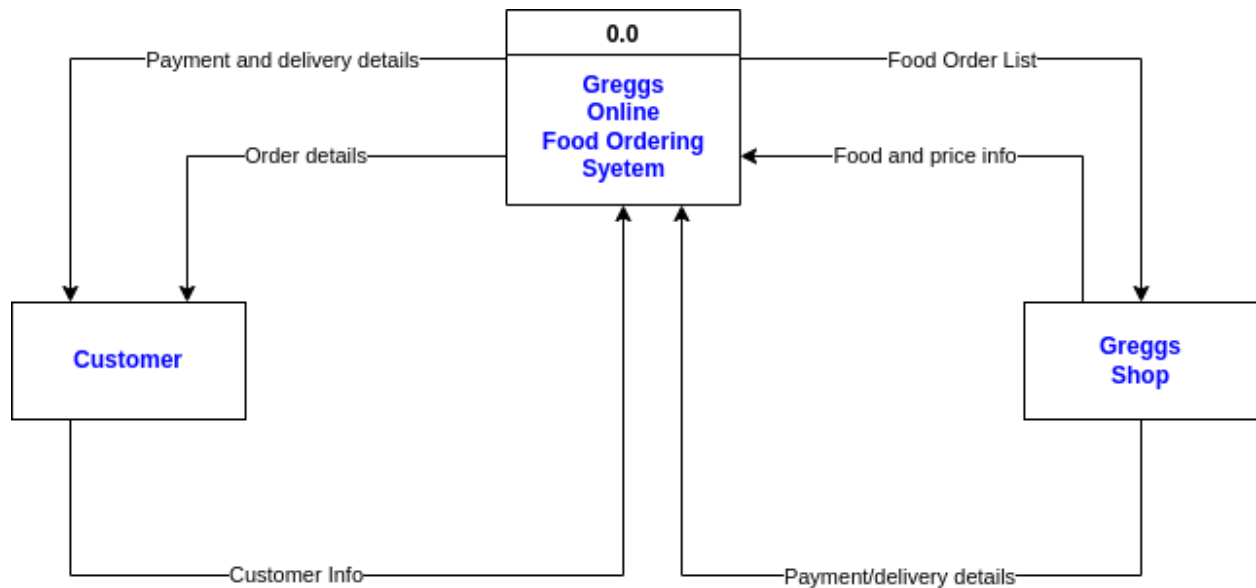 0.0
Payment and delivery details
Food Order List
Greggs
Online
Food Ordering
Syetem
Order details
Food and price info
Customer
Greggs
Shop
Customer Info
Payment/delivery details